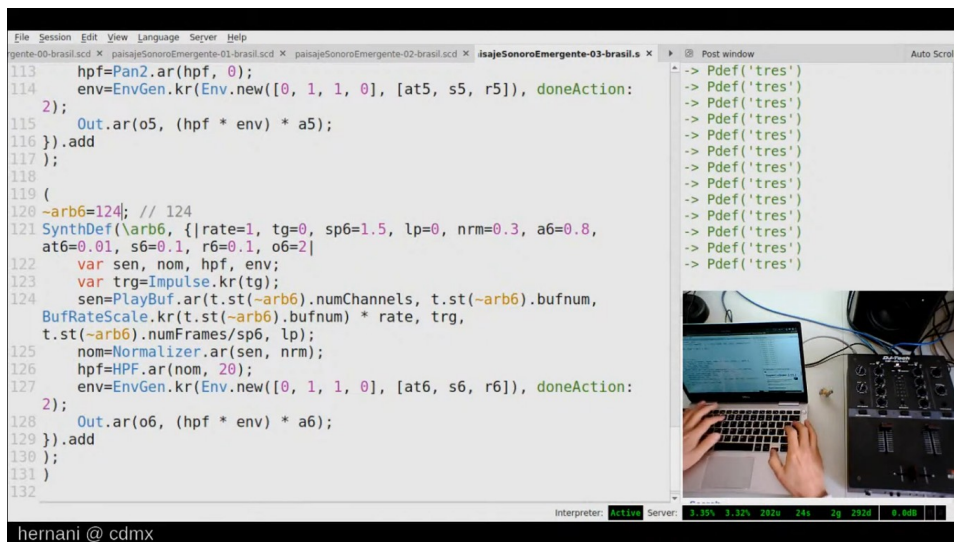 File Session Edit View Language Server Help
rgente-00-brasil.scd × paisajeSonoroEmergente-01-brasil.scd × paisajeSonoroEmergente-02-brasil.scd × isajeSonoroEmergente-03-brasil.s × Post window Auto Scrol
113 hpf=Pan2.ar(hpf, 0);
114 env=EnvGen.kr(Env.new([0, 1, 1, 0], [at5, s5, r5]), doneAction:
2);
115 Out.ar(o5, (hpf * env) * a5);
116 }).add
117 );
118
119 (
120 ~arb6=124; // 124
121 SynthDef(\arb6, {|rate=1, tg=0, sp6=1.5, lp=0, nrm=0.3, a6=0.8,
at6=0.01, s6=0.1, r6=0.1, o6=2|
122 var sen, nom, hpf, env;
123 var trg=Impulse.kr(tg);
124 sen=PlayBuf.ar(t.st(~arb6).numChannels, t.st(~arb6).bufnum,
BufRateScale.kr(t.st(~arb6).bufnum) * rate, trg,
t.st(~arb6).numFrames/sp6, lp);
125 nom=Normalizer.ar(sen, nrm);
126 hpf=HPF.ar(nom, 20);
127 env=EnvGen.kr(Env.new([0, 1, 1, 0], [at6, s6, r6]), doneAction:
2);
128 Out.ar(o6, (hpf * env) * a6);
129 }).add
130 );
131 )
132
-> Pdef('tres')
-> Pdef('tres')
-> Pdef('tres')
-> Pdef('tres')
-> Pdef('tres')
-> Pdef('tres')
-> Pdef('tres')
-> Pdef('tres')
-> Pdef('tres')
-> Pdef('tres')
-> Pdef('tres')
-> Pdef('tres')
-> Pdef('tres')
DJ-Tech
Interpreter: Active Server: 3.35% 3.32% 202u 24s 2g 292d 0.0dB
hernani @ cdmx